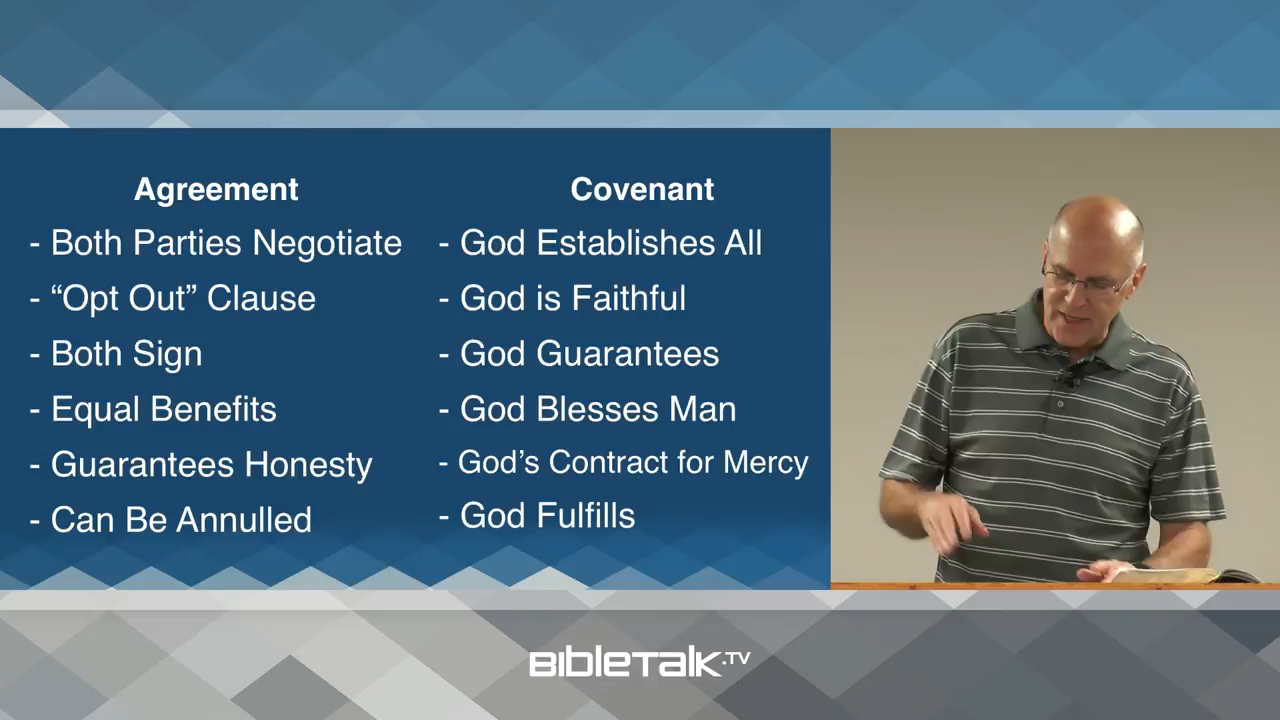 Agreement
- Both Parties Negotiate
- “Opt Out” Clause
- Both Sign
- Equal Benefits
- Guarantees Honesty
- Can Be Annulled
Covenant
- God Establishes All
- God is Faithful
- God Guarantees
- God Blesses Man
- God’s Contract for Mercy
- God Fulfills
BibleTalk.TV